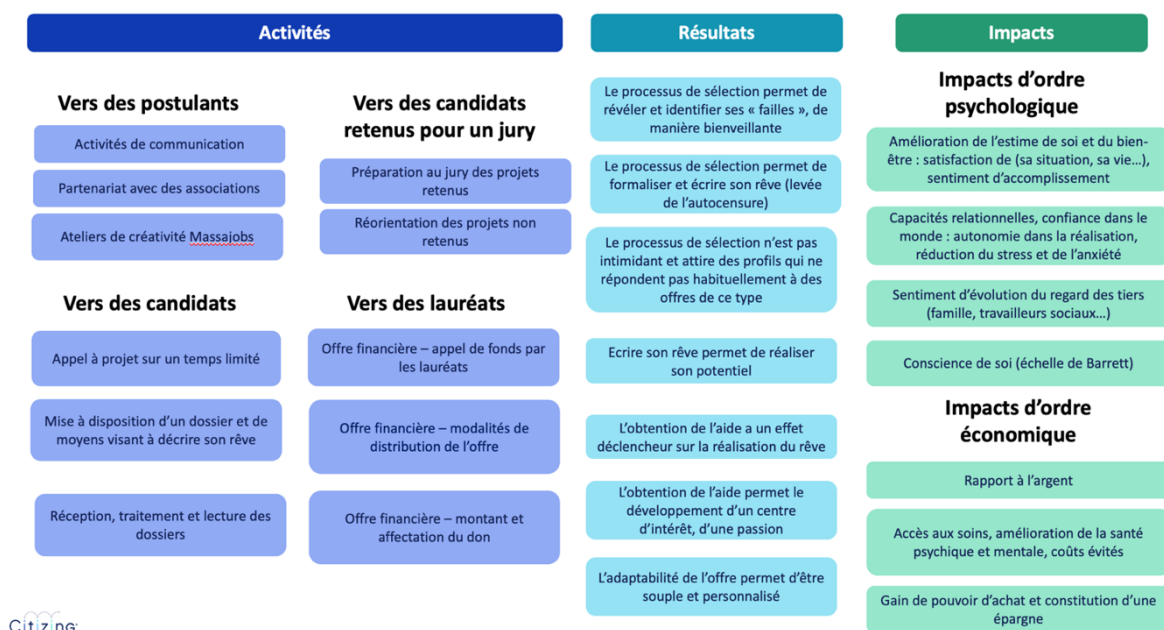 Activités
Vers des postulants
Activités de communication
Partenariat avec des associations
Ateliers de créativité Massajobs
Vers des candidats
retenus pour un jury
Préparation au jury des projets
retenus
Réorientation des projets non
retenus
Vers des candidats
Appel à projet sur un temps limité
Mise à disposition d'un dossier et de
moyens visant à décrire son rêve
Réception, traitement et lecture des
dossiers
Vers des lauréats
Offre financière – appel de fonds par
les lauréats
Offre financière – modalités de
distribution de l'offre
Offre financière – montant et
affectation du don
Résultats
Le processus de sélection permet de
révéler et identifier ses « failles », de
manière bienveillante
Le processus de sélection permet de
formaliser et écrire son rêve (levée
de l'autocensure)
Le processus de sélection n'est pas
intimidant et attire des profils qui ne
répondent pas habituellement à des
offres de ce type
Ecrire son rêve permet de réaliser
son potentiel
L'obtention de l'aide a un effet
déclencheur sur la réalisation du rêve
L'obtention de l'aide permet le
développement d'un centre
d'intérêt, d'une passion
L'adaptabilité de l'offre permet d'être
souple et personnalisé
Impacts
Impacts d'ordre
psychologique
Amélioration de l'estime de soi et du bien-
être : satisfaction de (sa situation, sa vie…),
sentiment d'accomplissement
Capacités relationnelles, confiance dans le
monde : autonomie dans la réalisation,
réduction du stress et de l'anxiété
Sentiment d'évolution du regard des tiers
(famille, travailleurs sociaux…)
Conscience de soi (échelle de Barrett)
Impacts d'ordre
économique
Rapport à l'argent
Accès aux soins, amélioration de la santé
psychique et mentale, coûts évités
Gain de pouvoir d'achat et constitution d'une
épargne
Citizing